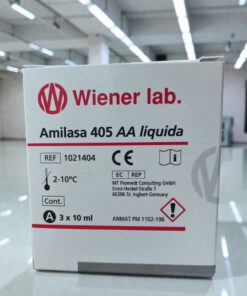 W Wiener lab.
Amilasa 405 AA líquida
REF 1021404
CE
i
2-10°C
EC REP
MT Promedt Consulting GmbH
Ernst-Heckel-Straße 7
66386 St. Ingbert-Germany
Cont.
A 3 x 10 ml
ANMAT PM 1102-196